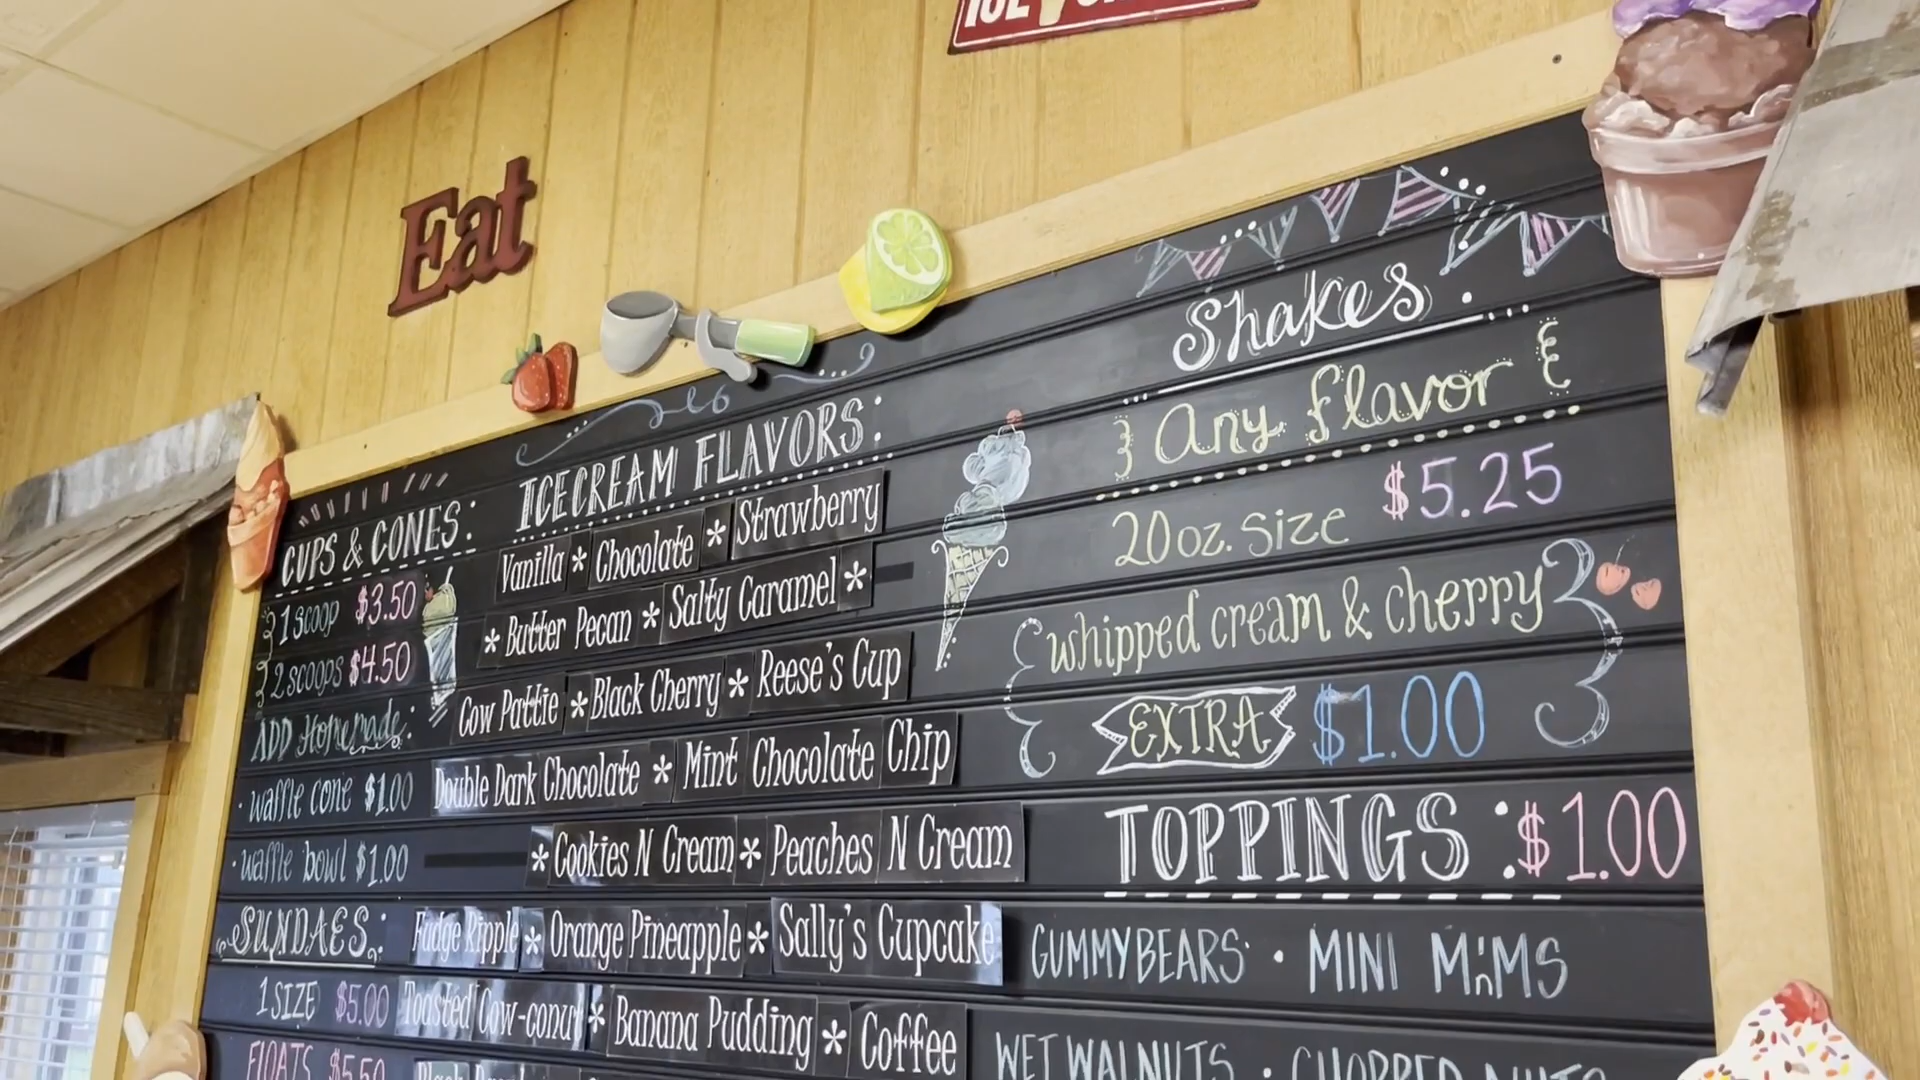 Eat
CUPS & CONES:
1 scoop $3.50
2 scoops $4.50
ADD Homemade:
· waffle cone $1.00
· waffle bowl $1.00
SUNDAES:
1 SIZE $5.00
FLOATS $5.50
ICECREAM FLAVORS:
Vanilla * Chocolate * Strawberry
* Butter Pecan * Salty Caramel *
Cow Pattie * Black Cherry * Reese's Cup
Double Dark Chocolate * Mint Chocolate Chip
* Cookies N Cream * Peaches N Cream
Fudge Ripple * Orange Pineapple * Sally's Cupcake
Toasted Cow-conut * Banana Pudding * Coffee
Shakes
Any flavor
$5.25
20 oz. size
whipped cream & cherry
EXTRA $1.00
TOPPINGS: $1.00
GUMMYBEARS · MINI MnMS
WET WALNUTS · CHOPPED NUTS